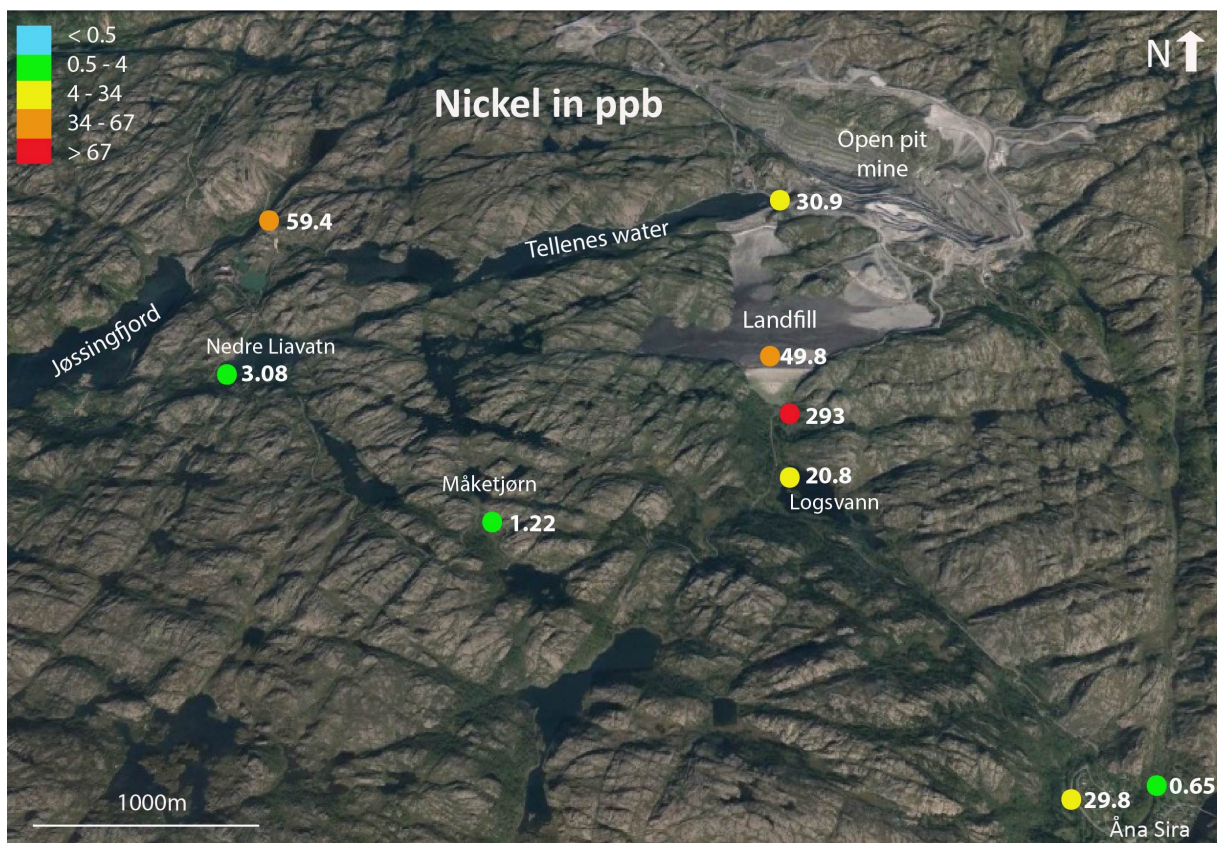 < 0.5
0.5 - 4
4 - 34
34 - 67
> 67
N
Nickel in ppb
Open pit
mine
30.9
59.4
Tellenes water
Jøssingfjord
Landfill
49.8
Nedre Liavatn
3.08
293
20.8
Logsvann
Måketjørn
1.22
1000m
0.65
29.8
Åna Sira